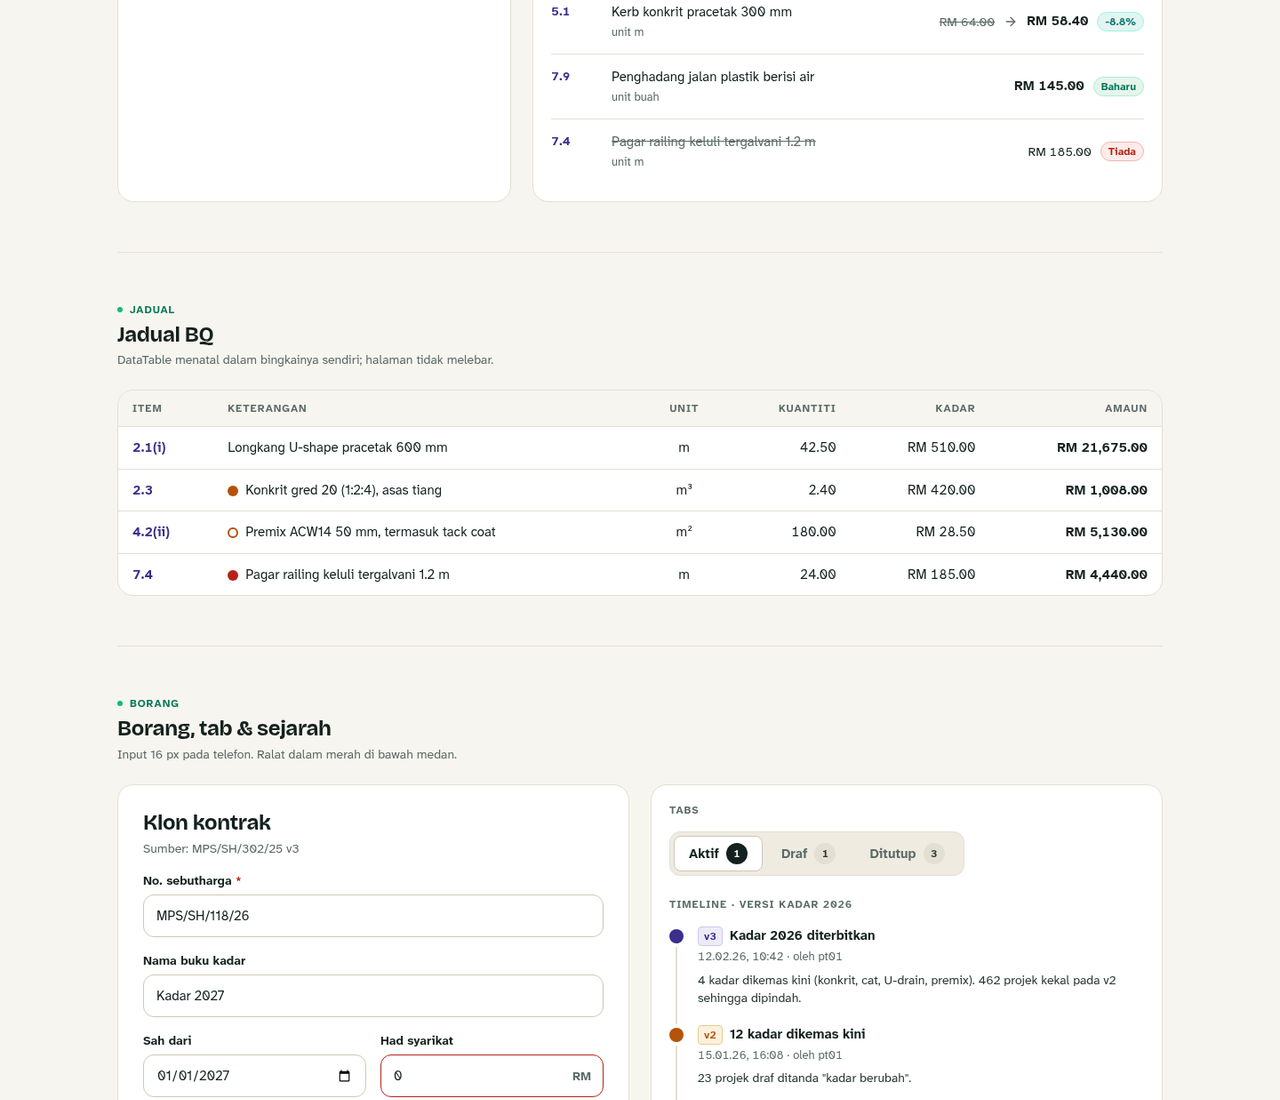 5.1 Kerb konkrit pracetak 300 mm RM 64.00 → RM 58.40 -8.8%
unit m
7.9 Penghadang jalan plastik berisi air RM 145.00 Baharu
unit buah
7.4 Pagar railing keluli tergalvani 1.2 m RM 185.00 Tiada
unit m
JADUAL
Jadual BQ
DataTable menatal dalam bingkainya sendiri; halaman tidak melebar.
ITEM KETERANGAN UNIT KUANTITI KADAR AMAUN
2.1(i) Longkang U-shape pracetak 600 mm m 42.50 RM 510.00 RM 21,675.00
2.3 Konkrit gred 20 (1:2:4), asas tiang m³ 2.40 RM 420.00 RM 1,008.00
4.2(ii) Premix ACW14 50 mm, termasuk tack coat m² 180.00 RM 28.50 RM 5,130.00
7.4 Pagar railing keluli tergalvani 1.2 m m 24.00 RM 185.00 RM 4,440.00
BORANG
Borang, tab & sejarah
Input 16 px pada telefon. Ralat dalam merah di bawah medan.
Klon kontrak
Sumber: MPS/SH/302/25 v3
No. sebutharga *
MPS/SH/118/26
Nama buku kadar
Kadar 2027
Sah dari Had syarikat
01/01/2027 0 RM
TABS
Aktif 1 Draf 1 Ditutup 3
TIMELINE · VERSI KADAR 2026
v3 Kadar 2026 diterbitkan
12.02.26, 10:42 · oleh pt01
4 kadar dikemas kini (konkrit, cat, U-drain, premix). 462 projek kekal pada v2
sehingga dipindah.
v2 12 kadar dikemas kini
15.01.26, 16:08 · oleh pt01
23 projek draf ditanda "kadar berubah".